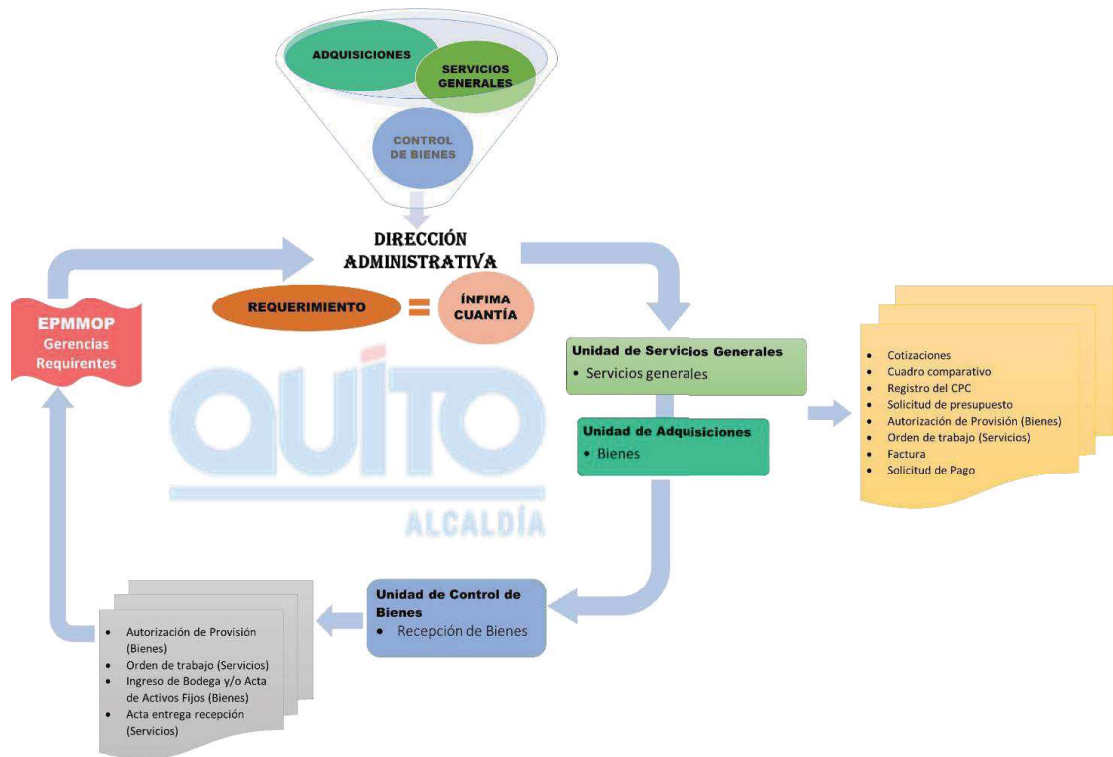 ADQUISICIONES
SERVICIOS
GENERALES
CONTROL
DE BIENES
DIRECCIÓN
ADMINISTRATIVA
REQUERIMIENTO
=
ÍNFIMA
CUANTÍA
EPMMOP
Gerencias
Requirentes
Unidad de Servicios Generales
• Servicios generales
Unidad de Adquisiciones
• Bienes
• Cotizaciones
• Cuadro comparativo
• Registro del CPC
• Solicitud de presupuesto
• Autorización de Provisión (Bienes)
• Orden de trabajo (Servicios)
• Factura
• Solicitud de Pago
QUITO
ALCALDÍA
Unidad de Control de
Bienes
• Recepción de Bienes
• Autorización de Provisión
(Bienes)
• Orden de trabajo (Servicios)
• Ingreso de Bodega y/o Acta
de Activos Fijos (Bienes)
• Acta entrega recepción
(Servicios)